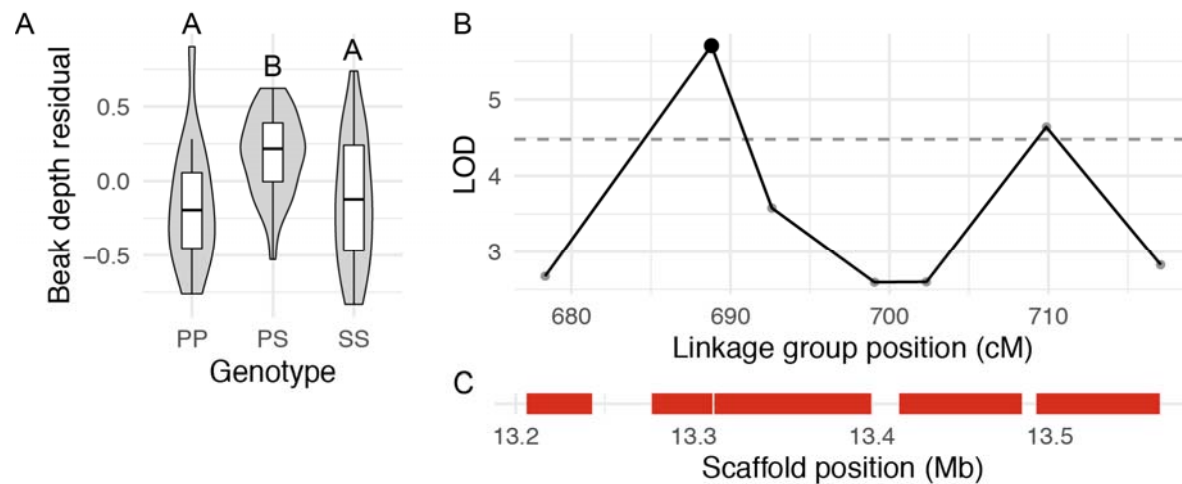 A
A
B
A
Beak depth residual
0.5
0.0
−0.5
PP
PS
SS
Genotype
B
LOD
5
4
3
680
690
700
710
Linkage group position (cM)
C
13.2
13.3
13.4
13.5
Scaffold position (Mb)